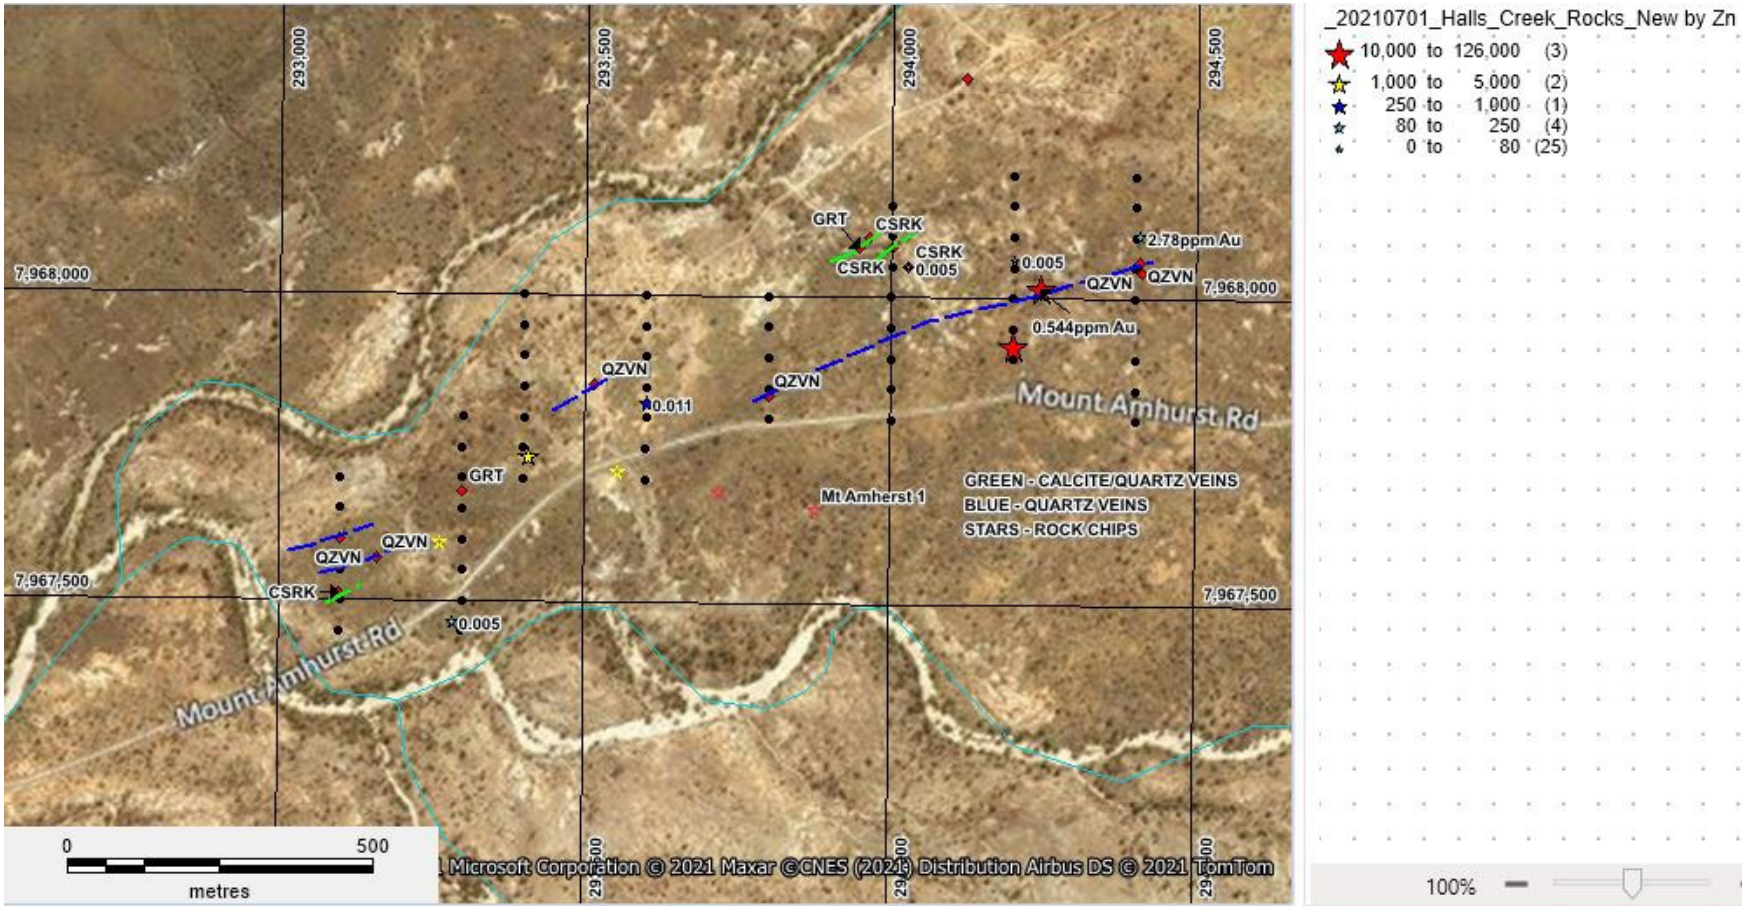 _20210701_Halls_Creek_Rocks_New by Zn
10,000 to 126,000 (3)
1,000 to 5,000 (2)
250 to 1,000 (1)
80 to 250 (4)
0 to 80 (25)
293,000
293,500
294,000
294,500
GRT
CSRK
CSRK
CSRK
0.005
2.78ppm Au
0.005
7,968,000
QZVN
QZVN
7,968,000
0.544ppm Au
QZVN
QZVN
0.011
Mount Amhurst Rd
GRT
Mt Amherst 1
GREEN - CALCITE/QUARTZ VEINS
BLUE - QUARTZ VEINS
STARS - ROCK CHIPS
QZVN
QZVN
7,967,500
CSRK
7,967,500
0.005
Mount Amhurst Rd
0 500
metres
Microsoft Corporation © 2021 Maxar ©CNES (2021) Distribution Airbus DS © 2021 TomTom
100%